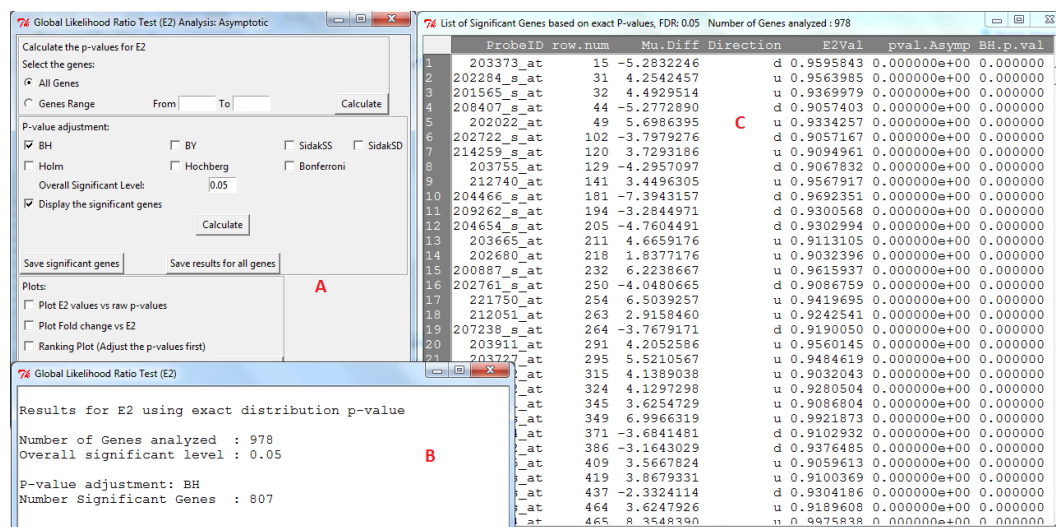 Global Likelihood Ratio Test (E2) Analysis: Asymptotic
Calculate the p-values for E2
Select the genes:
All Genes
Genes Range From To Calculate
P-value adjustment:
BH BY SidakSS SidakSD
Holm Hochberg Bonferroni
Overall Significant Level: 0.05
Display the significant genes
Calculate
Save significant genes Save results for all genes
A
Plots:
Plot E2 values vs raw p-values
Plot Fold change vs E2
Ranking Plot (Adjust the p-values first)
Global Likelihood Ratio Test (E2)
Results for E2 using exact distribution p-value
Number of Genes analyzed : 978
Overall significant level : 0.05
B
P-value adjustment: BH
Number Significant Genes : 807
List of Significant Genes based on exact P-values, FDR: 0.05 Number of Genes analyzed : 978
ProbeID row.num Mu.Diff Direction E2Val pval.Asymp BH.p.val
1 203373_at 15 -5.2832246 d 0.9595843 0.000000e+00 0.000000
2 202284_s_at 31 4.2542457 u 0.9563985 0.000000e+00 0.000000
3 201565_s_at 32 4.4929514 u 0.9369979 0.000000e+00 0.000000
4 208407_s_at 44 -5.2772890 d 0.9057403 0.000000e+00 0.000000
5 202022_at 49 5.6986395 u 0.9334257 0.000000e+00 0.000000
C
6 202722_s_at 102 -3.7979276 d 0.9057167 0.000000e+00 0.000000
7 214259_s_at 120 3.7293186 u 0.9094961 0.000000e+00 0.000000
8 203755_at 129 -4.2957097 d 0.9067832 0.000000e+00 0.000000
9 212740_at 141 3.4496305 u 0.9567917 0.000000e+00 0.000000
10 204466_s_at 181 -7.3943157 d 0.9692351 0.000000e+00 0.000000
11 209262_s_at 194 -3.2844971 d 0.9300568 0.000000e+00 0.000000
12 204654_s_at 205 -4.7604491 d 0.9302994 0.000000e+00 0.000000
13 203665_at 211 4.6659176 u 0.9113105 0.000000e+00 0.000000
14 202680_at 218 1.8377176 u 0.9032396 0.000000e+00 0.000000
15 200887_s_at 232 6.2238667 u 0.9615937 0.000000e+00 0.000000
16 202761_s_at 250 -4.0480665 d 0.9086759 0.000000e+00 0.000000
17 221750_at 254 6.5039257 u 0.9419695 0.000000e+00 0.000000
18 212051_at 263 2.9158460 u 0.9242541 0.000000e+00 0.000000
19 207238_s_at 264 -3.7679171 d 0.9190050 0.000000e+00 0.000000
20 203911_at 291 4.2052586 u 0.9560145 0.000000e+00 0.000000
21 203727_at 295 5.5210567 u 0.9484619 0.000000e+00 0.000000
at 315 4.1389038 u 0.9032043 0.000000e+00 0.000000
at 324 4.1297298 u 0.9280504 0.000000e+00 0.000000
at 345 3.6254729 u 0.9086804 0.000000e+00 0.000000
at 349 6.9966319 u 0.9921873 0.000000e+00 0.000000
at 371 -3.6841481 d 0.9102932 0.000000e+00 0.000000
at 386 -3.1643029 d 0.9376485 0.000000e+00 0.000000
at 409 3.5667824 u 0.9059613 0.000000e+00 0.000000
at 419 3.8679331 u 0.9100369 0.000000e+00 0.000000
at 437 -2.3324114 d 0.9304186 0.000000e+00 0.000000
at 464 3.6247926 u 0.9189608 0.000000e+00 0.000000
at 465 8.3548390 u 0.9975838 0.000000e+00 0.000000